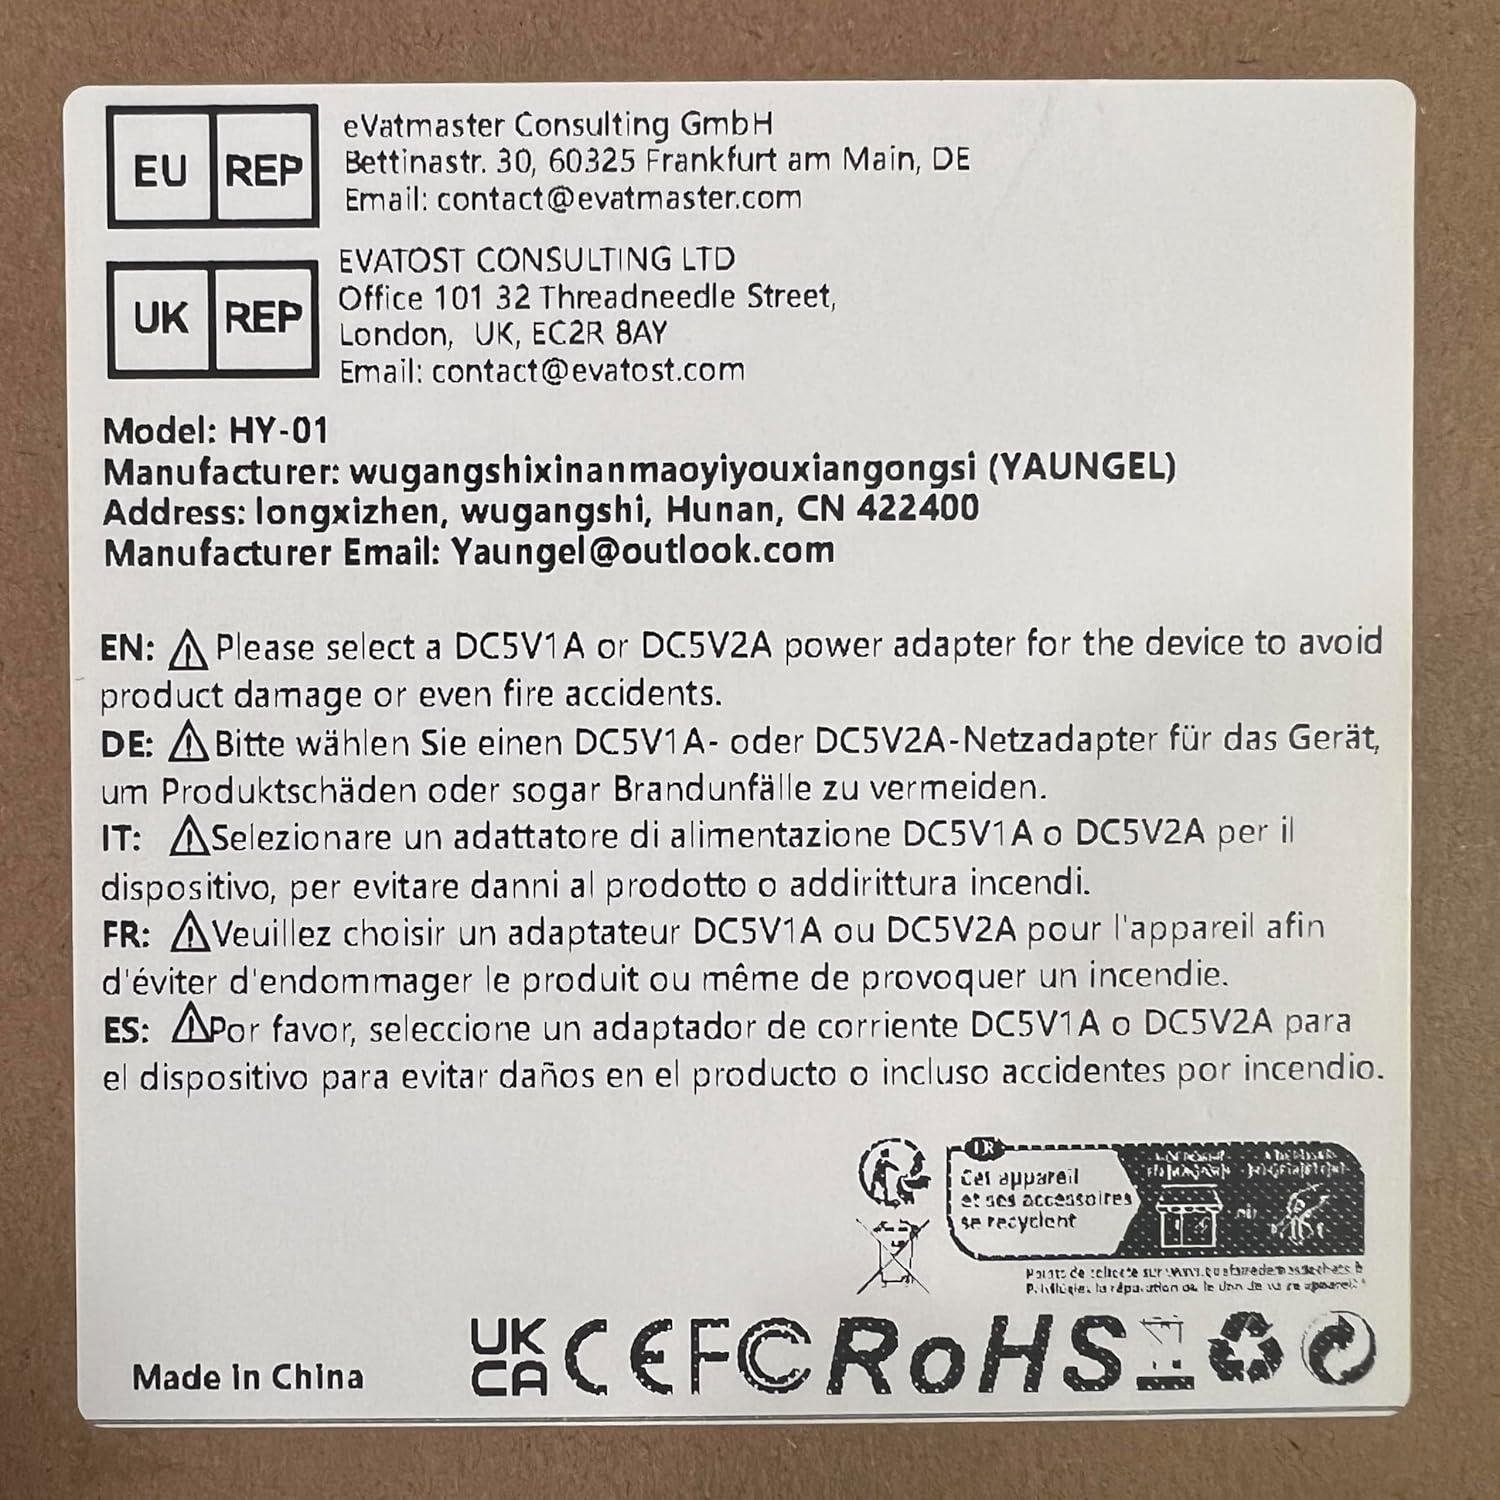 EU REP
eVatmaster Consulting GmbH
Bettinastr. 30, 60325 Frankfurt am Main, DE
Email: contact@evatmaster.com
UK REP
EVATOST CONSULTING LTD
Office 101 32 Threadneedle Street,
London, UK, EC2R 8AY
Email: contact@evatost.com
Model: HY-01
Manufacturer: wugangshixinanmaoyiyouxiangongsi (YAUNGEL)
Address: longxizhen, wugangshi, Hunan, CN 422400
Manufacturer Email: Yaungel@outlook.com
EN: ⚠Please select a DC5V1A or DC5V2A power adapter for the device to avoid
product damage or even fire accidents.
DE: ⚠Bitte wählen Sie einen DC5V1A- oder DC5V2A-Netzadapter für das Gerät,
um Produktschäden oder sogar Brandunfälle zu vermeiden.
IT: ⚠Selezionare un adattatore di alimentazione DC5V1A o DC5V2A per il
dispositivo, per evitare danni al prodotto o addirittura incendi.
FR: ⚠Veuillez choisir un adaptateur DC5V1A ou DC5V2A pour l'appareil afin
d'éviter d'endommager le produit ou même de provoquer un incendie.
ES: ⚠Por favor, seleccione un adaptador de corriente DC5V1A o DC5V2A para
el dispositivo para evitar daños en el producto o incluso accidentes por incendio.
Cet appareil
et ses accessoires
se recyclent
Made in China
UK
CA CE FC RoHS